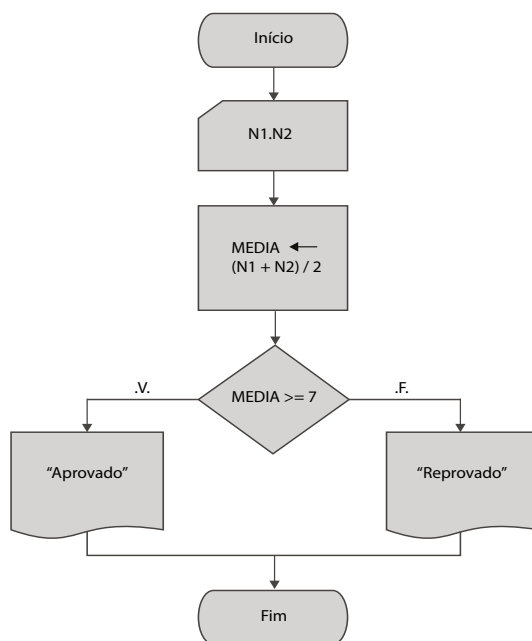 Início
N1.N2
MEDIA ←
(N1 + N2) / 2
MEDIA >= 7
.V.
.F.
“Aprovado”
“Reprovado”
Fim